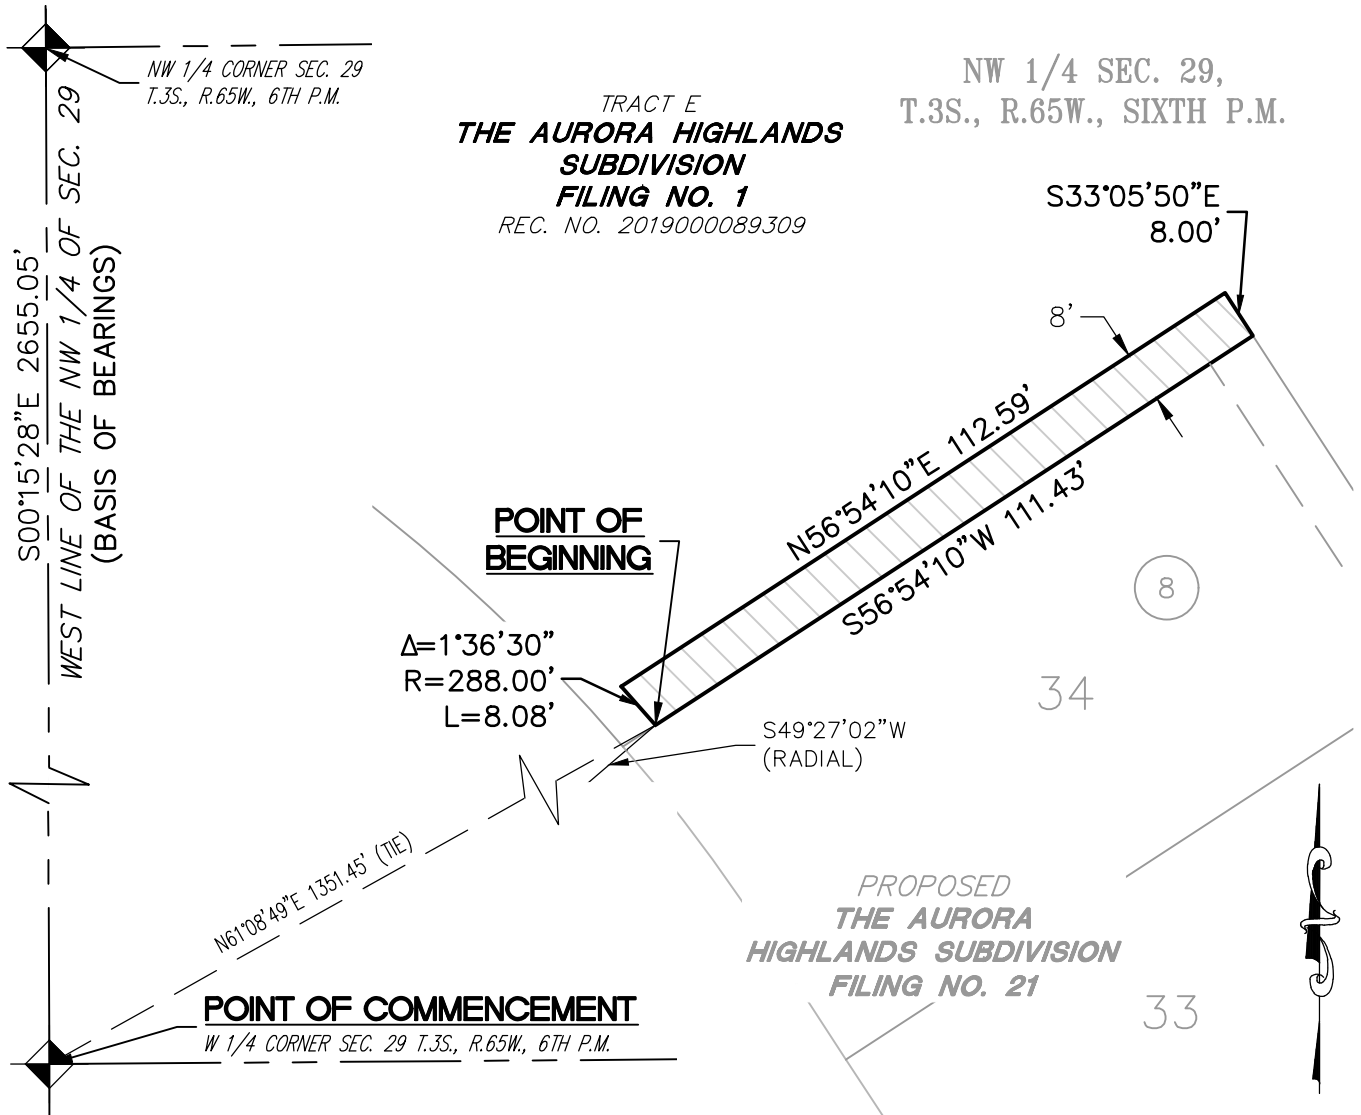 NW 1/4 CORNER SEC. 29
T.3S., R.65W., 6TH P.M.
S00°15'28"E 2655.05'
WEST LINE OF THE NW 1/4 OF SEC. 29
(BASIS OF BEARINGS)
TRACT E
THE AURORA HIGHLANDS
SUBDIVISION
FILING NO. 1
REC. NO. 2019000089309
NW 1/4 SEC. 29,
T.3S., R.65W., SIXTH P.M.
S33°05'50"E
8.00'
8'
N56°54'10"E 112.59'
S56°54'10"W 111.43'
POINT OF
BEGINNING
Δ=1°36'30"
R=288.00'
L=8.08'
S49°27'02"W
(RADIAL)
8
34
N61°08'49"E 1351.45' (TIE)
PROPOSED
THE AURORA
HIGHLANDS SUBDIVISION
FILING NO. 21
33
POINT OF COMMENCEMENT
W 1/4 CORNER SEC. 29 T.3S., R.65W., 6TH P.M.